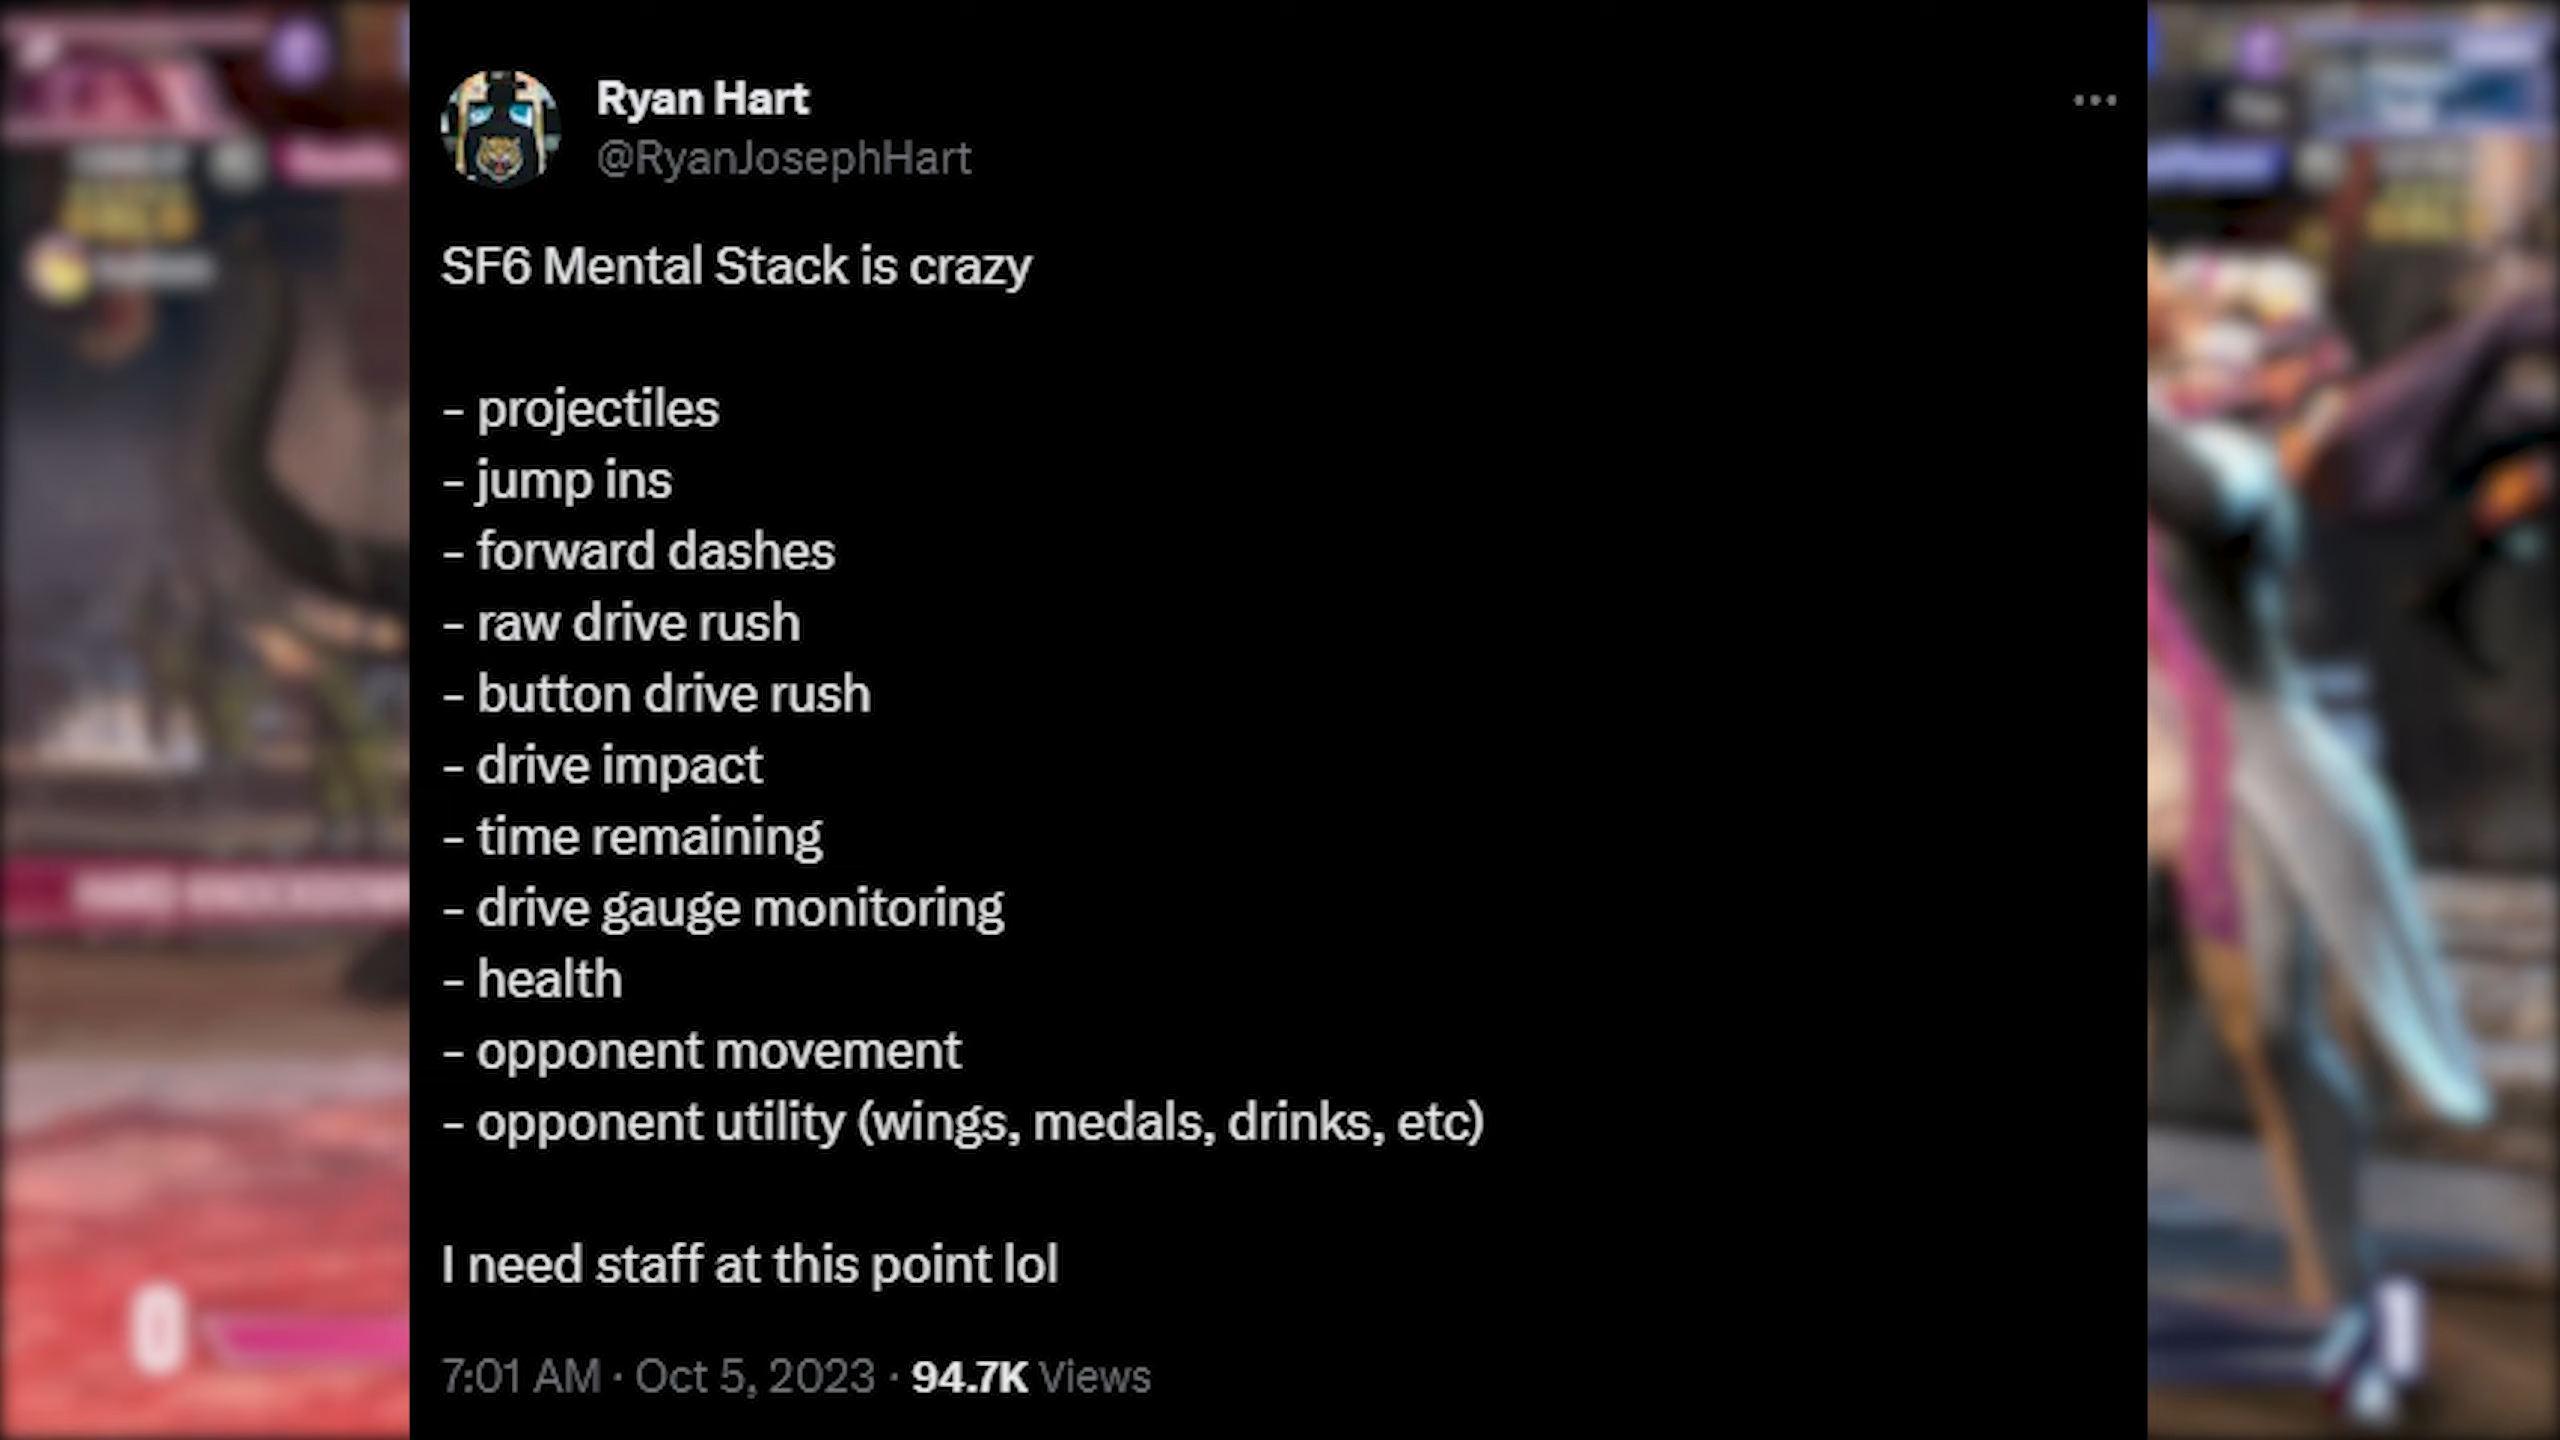 Ryan Hart
@RyanJosephHart
SF6 Mental Stack is crazy
- projectiles
- jump ins
- forward dashes
- raw drive rush
- button drive rush
- drive impact
- time remaining
- drive gauge monitoring
- health
- opponent movement
- opponent utility (wings, medals, drinks, etc)
I need staff at this point lol
7:01 AM · Oct 5, 2023 · 94.7K Views